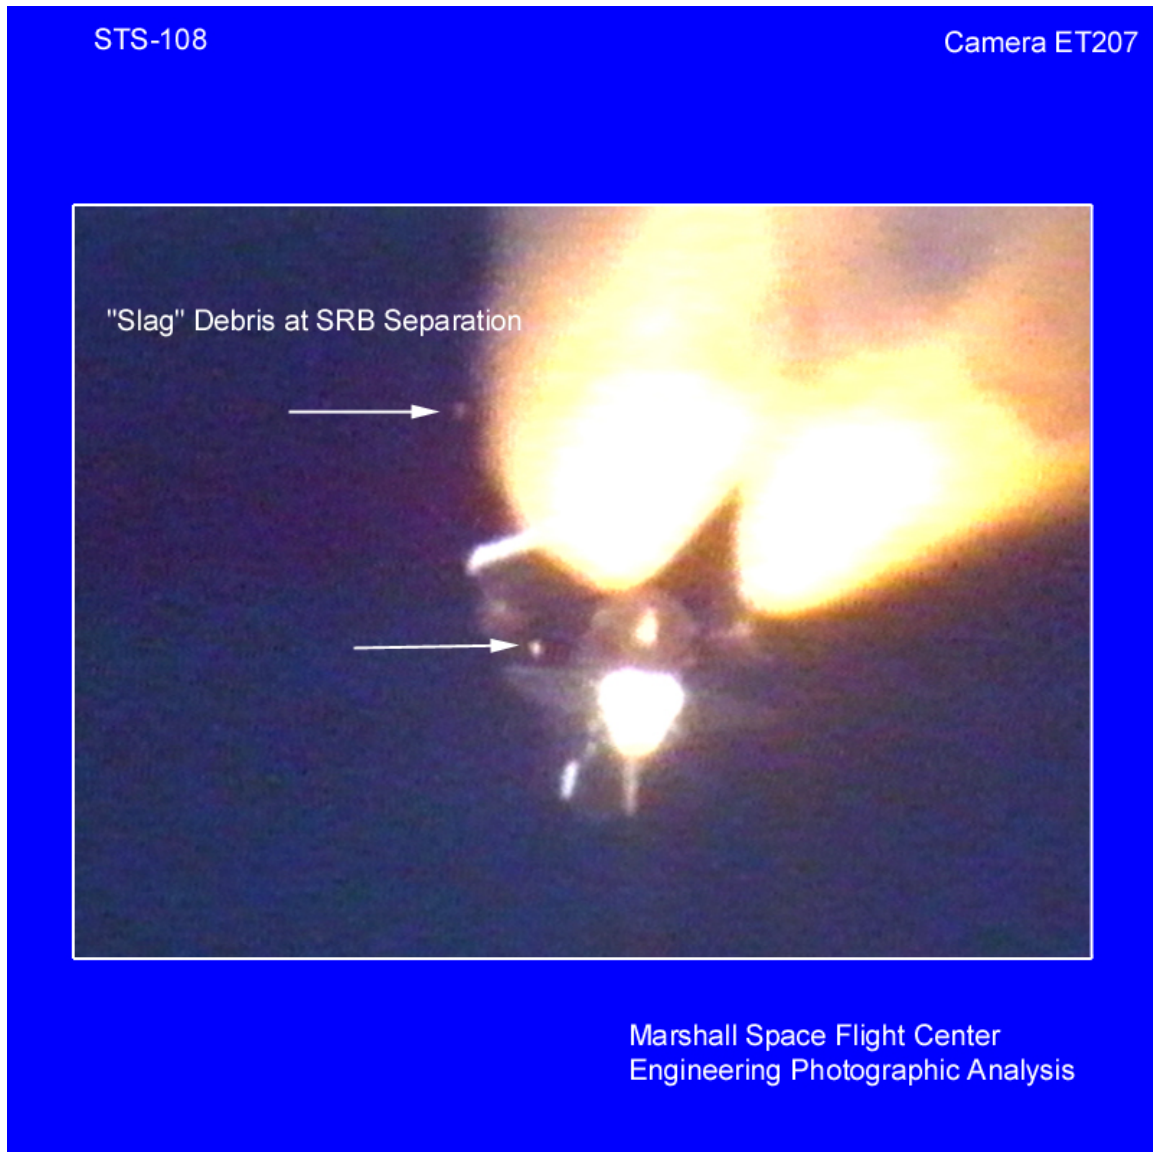 STS-108
Camera ET207
"Slag" Debris at SRB Separation
Marshall Space Flight Center
Engineering Photographic Analysis